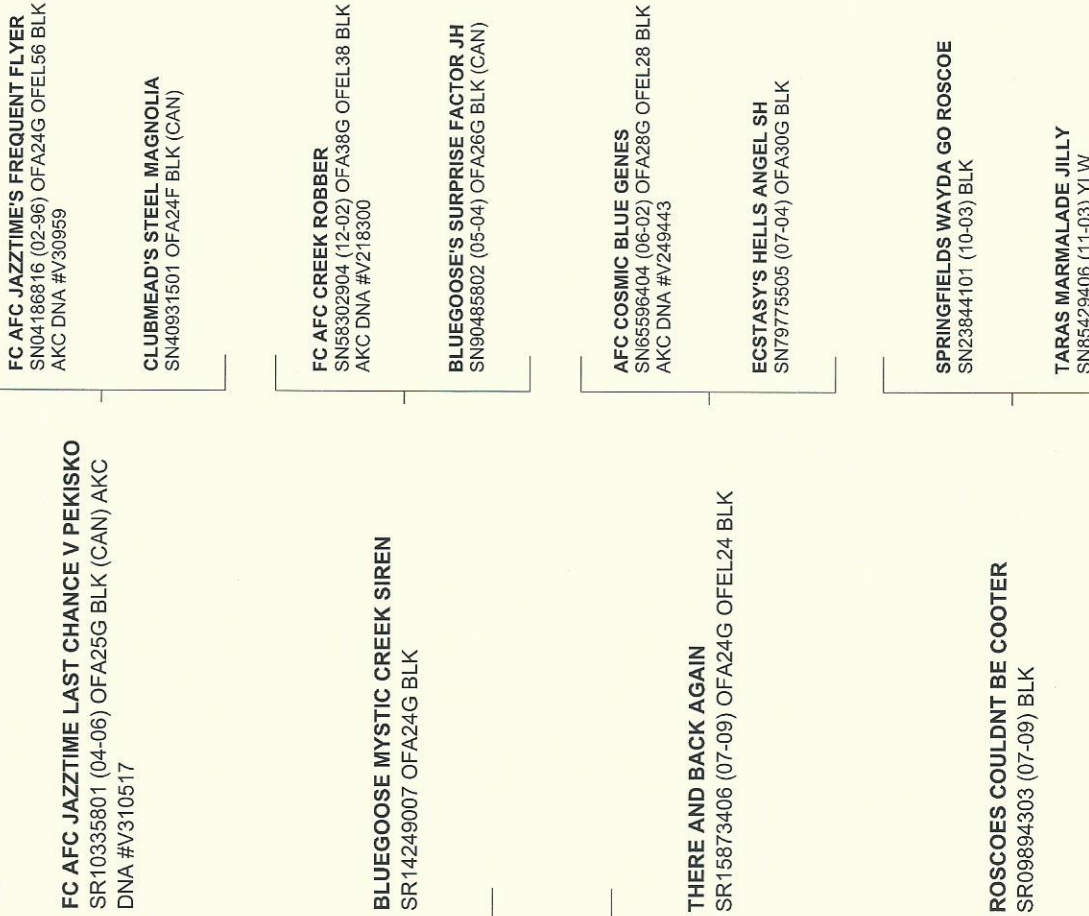 FC AFC JAZZTIME LAST CHANCE V PEKISKO
SR10335801 (04-06) OFA25G BLK (CAN) AKC
DNA #V310517
BLUEGOOSE MYSTIC CREEK SIREN
SR14249007 OFA24G BLK
THERE AND BACK AGAIN
SR15873406 (07-09) OFA24G OFEL24 BLK
ROSCOES COULDNT BE COOTER
SR09894303 (07-09) BLK
FC AFC JAZZTIME'S FREQUENT FLYER
SN04186816 (02-96) OFA24G OFEL56 BLK
AKC DNA #V30959
CLUBMEAD'S STEEL MAGNOLIA
SN40931501 OFA24F BLK (CAN)
FC AFC CREEK ROBBER
SN58302904 (12-02) OFA38G OFEL38 BLK
AKC DNA #V218300
BLUEGOOSE'S SURPRISE FACTOR JH
SN90485802 (05-04) OFA26G BLK (CAN)
AFC COSMIC BLUE GENES
SN65596404 (06-02) OFA28G OFEL28 BLK
AKC DNA #V249443
ECSTASY'S HELLS ANGEL SH
SN79775505 (07-04) OFA30G BLK
SPRINGFIELDS WAYDA GO ROSCOE
SN23844101 (10-03) BLK
TARAS MARMALADE JILLY
SN85429406 (11-03) YLW